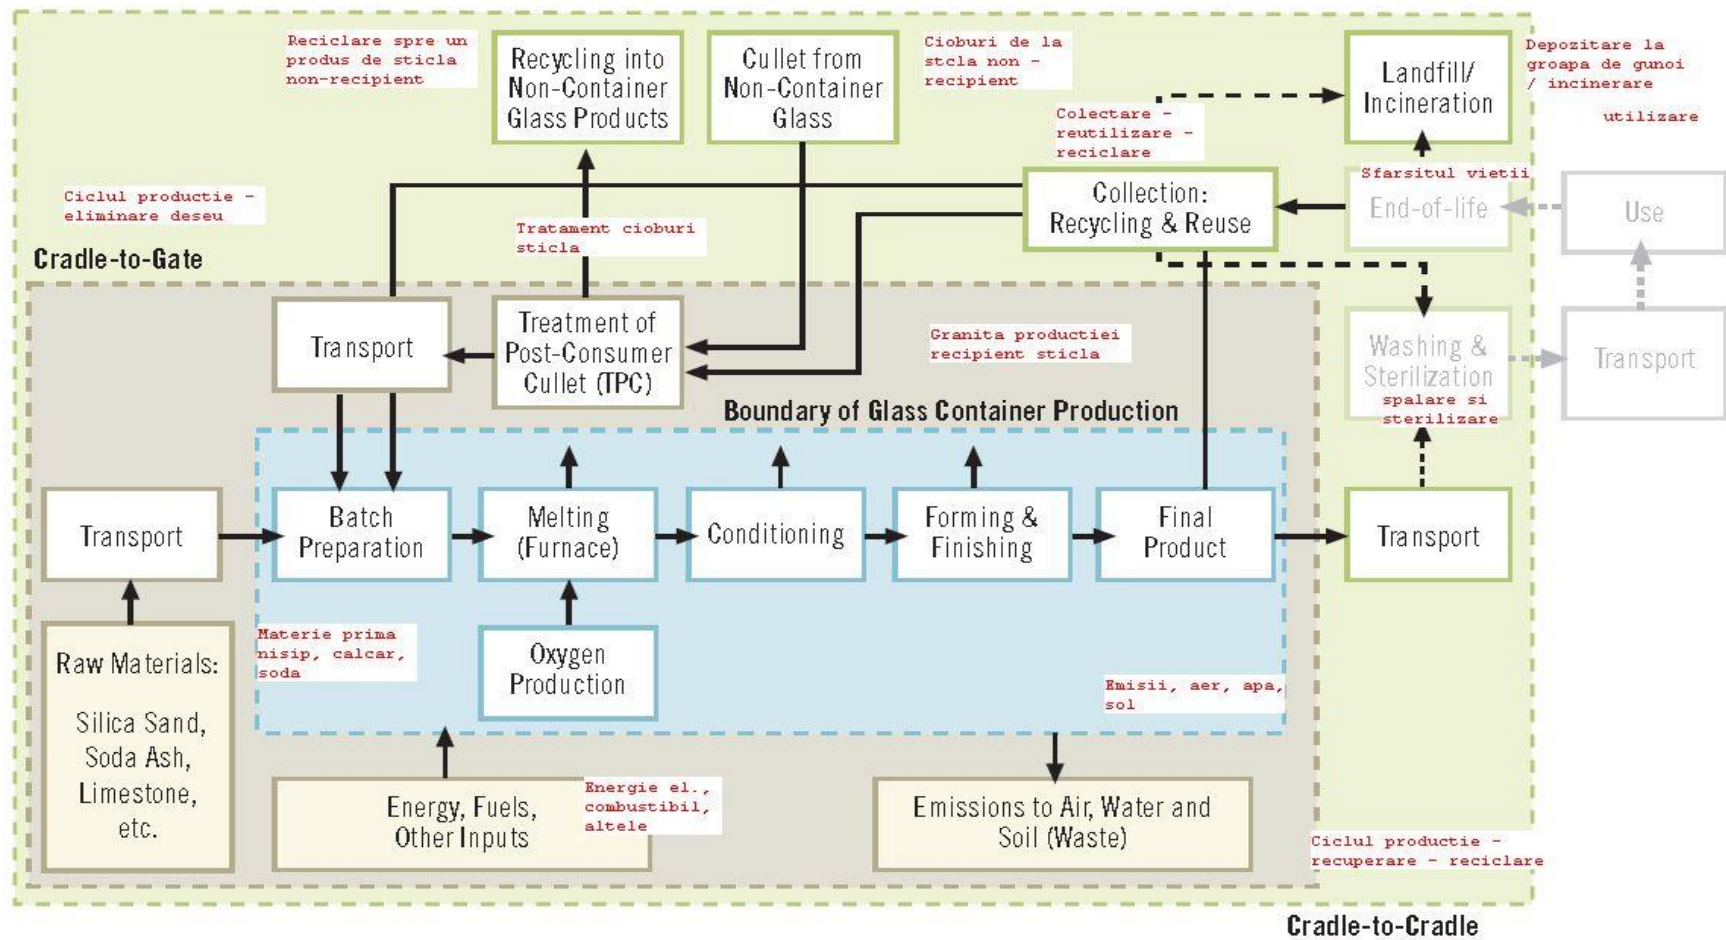 Reciclare spre un
produs de sticla
non-recipient
Recycling into
Non-Container
Glass Products
Cullet from
Non-Container
Glass
Cioburi de la
stcla non -
recipient
Landfill/
Incineration
Depozitare la
groapa de gunoi
/ incinerare
utilizare
Colectare -
reutilizare -
reciclare
Ciclul productie -
eliminare deseu
Collection:
Recycling & Reuse
Sfarsitul vietii
End-of-life
Use
Tratament cioburi
sticla
Cradle-to-Gate
Transport
Treatment of
Post-Consumer
Cullet (TPC)
Granita productiei
recipient sticla
Washing &
Sterilization
spalare si
sterilizare
Transport
Boundary of Glass Container Production
Transport
Batch
Preparation
Melting
(Furnace)
Conditioning
Forming &
Finishing
Final
Product
Transport
Raw Materials:
Silica Sand,
Soda Ash,
Limestone,
etc.
Materie prima
nisip, calcar,
soda
Oxygen
Production
Emisii, aer, apa,
sol
Energy, Fuels,
Other Inputs
Energie el.,
combustibil,
altele
Emissions to Air, Water and
Soil (Waste)
Ciclul productie -
recuperare - reciclare
Cradle-to-Cradle